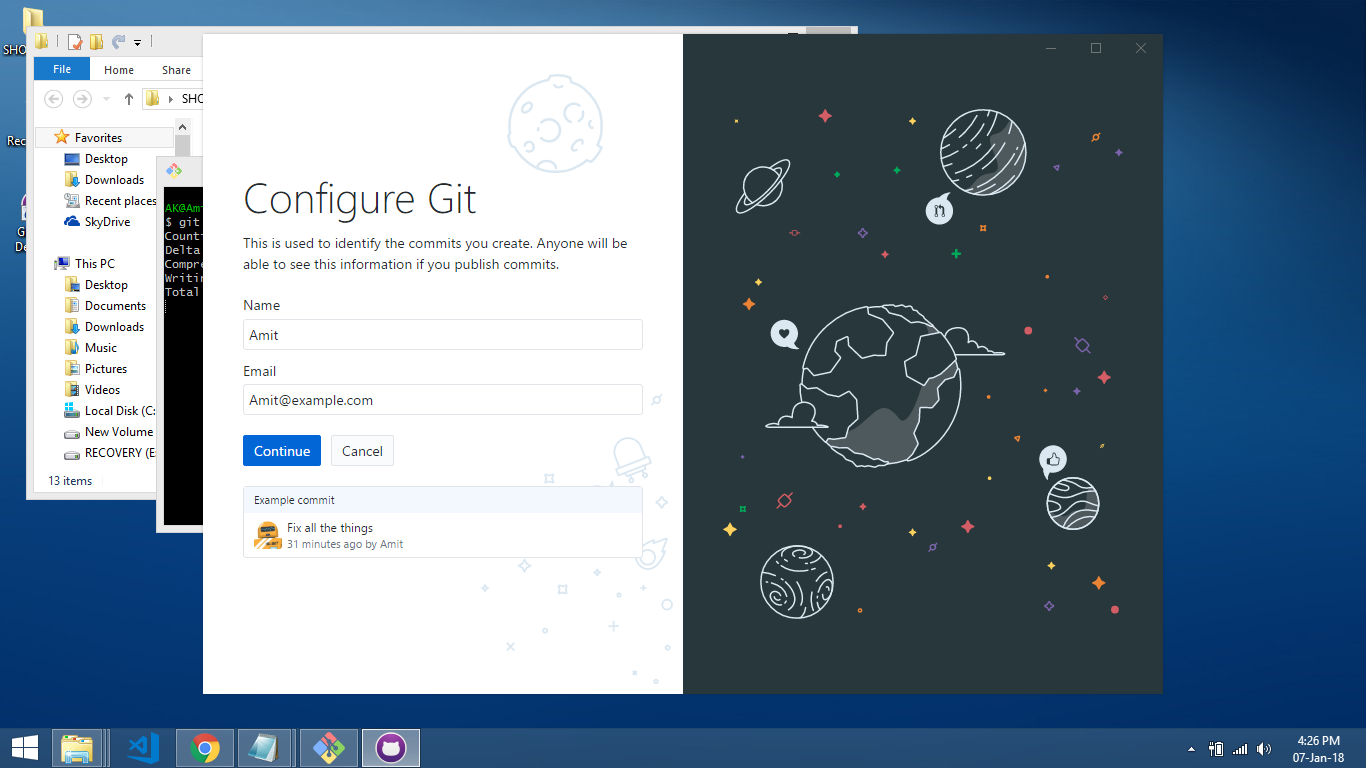 SHO
File
Home
Share
SHO
Favorites
Desktop
Downloads
Recent places
SkyDrive
This PC
Desktop
Documents
Downloads
Music
Pictures
Videos
Local Disk (C:
New Volume
RECOVERY (E
13 items
Rec
G
De
AK@Am
$ git
Count
Delta
Compre
Writin
Total
Configure Git
This is used to identify the commits you create. Anyone will be
able to see this information if you publish commits.
Name
Amit
Email
Amit@example.com
Continue
Cancel
Example commit
Fix all the things
31 minutes ago by Amit
4:26 PM
07-Jan-18